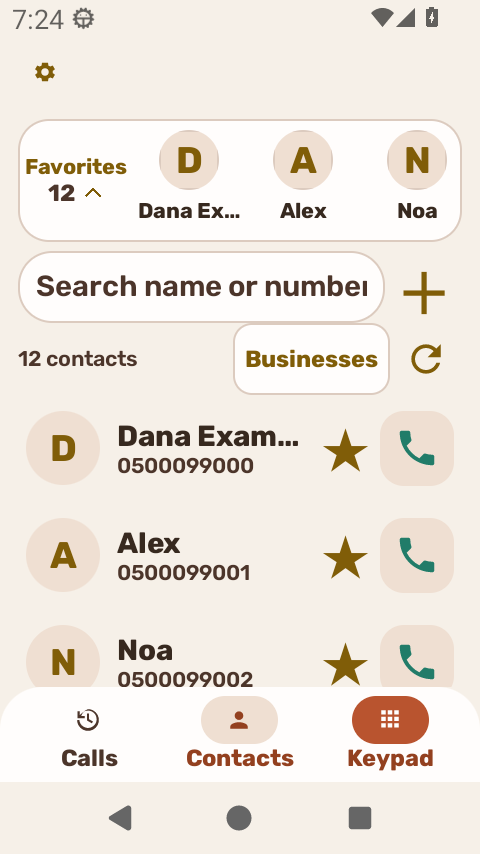 7:24
Favorites
12
D
A
N
Dana Ex...
Alex
Noa
Search name or number
12 contacts
Businesses
D
Dana Exam...
0500099000
A
Alex
0500099001
N
Noa
0500099002
Calls
Contacts
Keypad